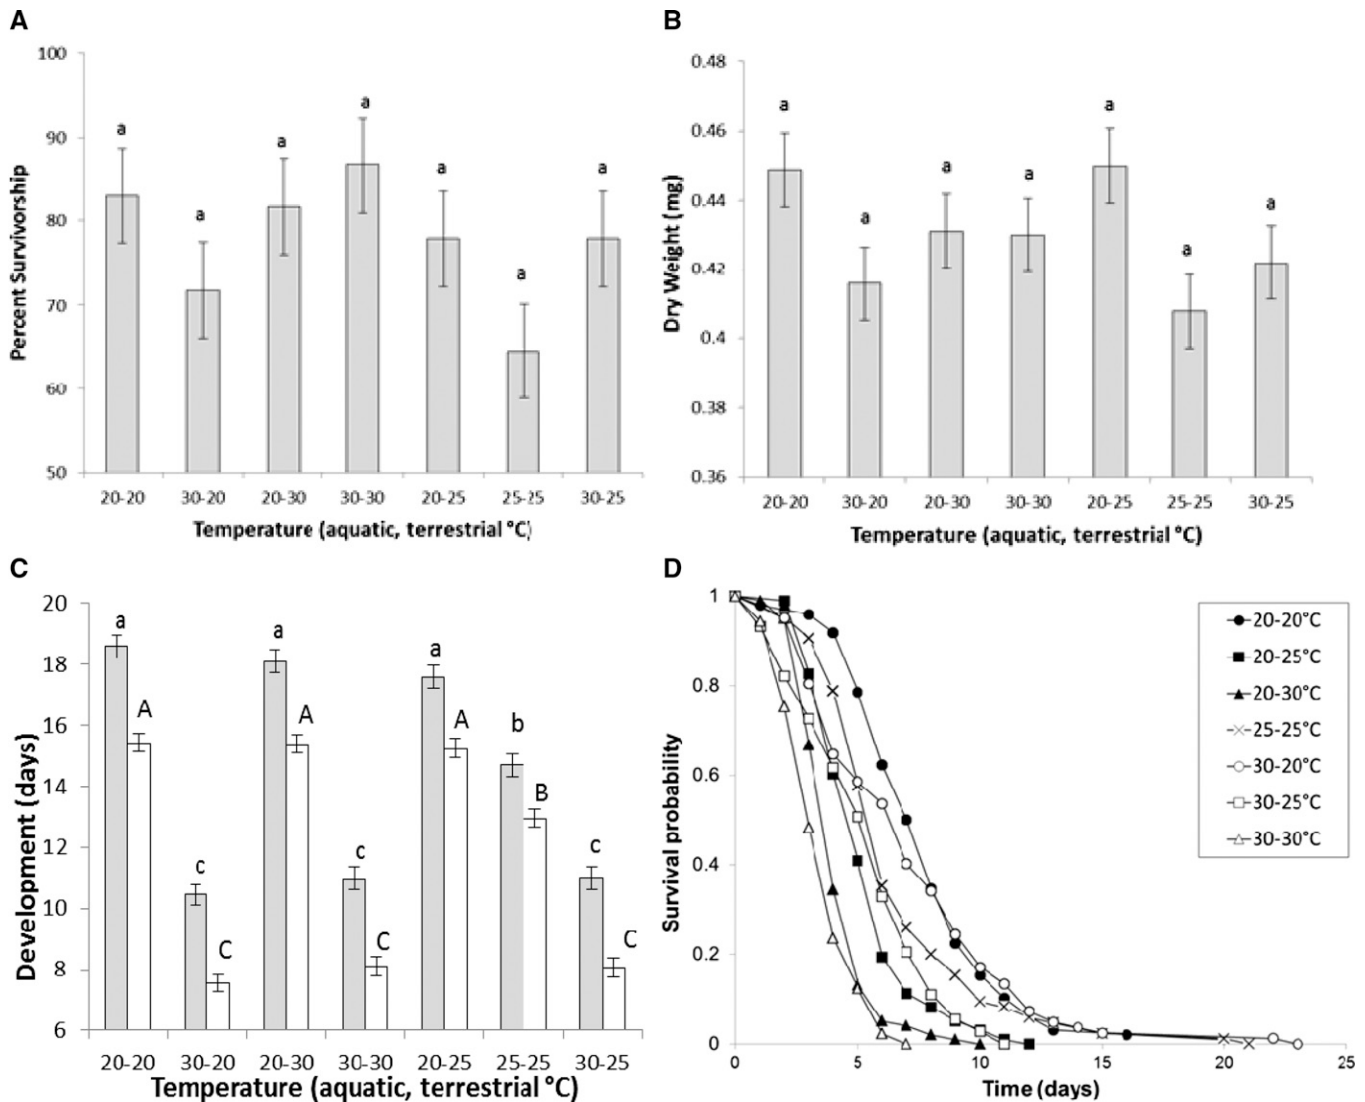 A
100
90
80
70
60
50
Percent Survivorship
a a a a a a a
20-20 30-20 20-30 30-30 20-25 25-25 30-25
Temperature (aquatic, terrestrial °C)
B
0.48
0.46
0.44
0.42
0.4
0.38
0.36
Dry Weight (mg)
a a a a a a a
20-20 30-20 20-30 30-30 20-25 25-25 30-25
Temperature (aquatic, terrestrial °C)
C
20
18
16
14
12
10
8
6
Development (days)
a A c C a A c C a A b B c C
20-20 30-20 20-30 30-30 20-25 25-25 30-25
Temperature (aquatic, terrestrial °C)
D
1
0.8
0.6
0.4
0.2
0
Survival probability
0 5 10 15 20 25
Time (days)
20-20°C
20-25°C
20-30°C
25-25°C
30-20°C
30-25°C
30-30°C